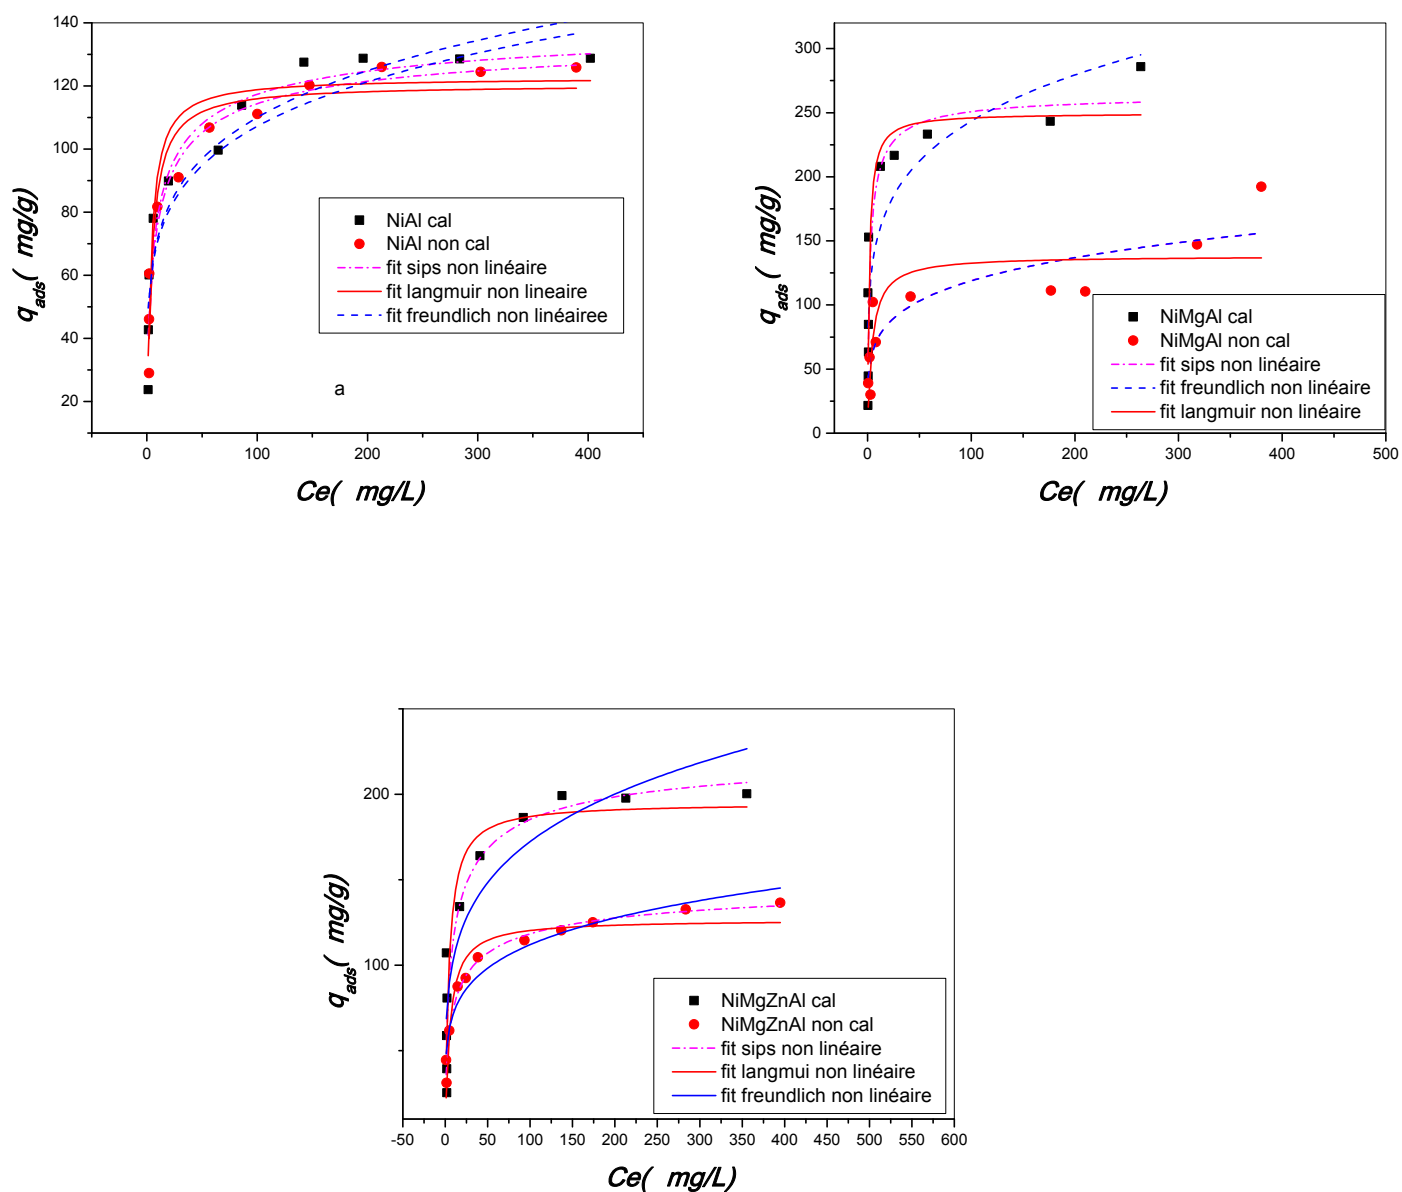 140
120
100
80
60
40
20
0
100
200
300
400
q_ads( mg/g)
Ce( mg/L)
NiAl cal
NiAl non cal
fit sips non linéaire
fit langmuir non lineaire
fit freundlich non linéairee
a
300
250
200
150
100
50
0
0
100
200
300
400
500
q_ads( mg/g)
Ce( mg/L)
NiMgAl cal
NiMgAl non cal
fit sips non linéaire
fit freundlich non linéaire
fit langmuir non linéaire
200
100
-50
0
50
100
150
200
250
300
350
400
450
500
550
600
q_ads( mg/g)
Ce( mg/L)
NiMgZnAl cal
NiMgZnAl non cal
fit sips non linéaire
fit langmui non linéaire
fit freundlich non linéaire